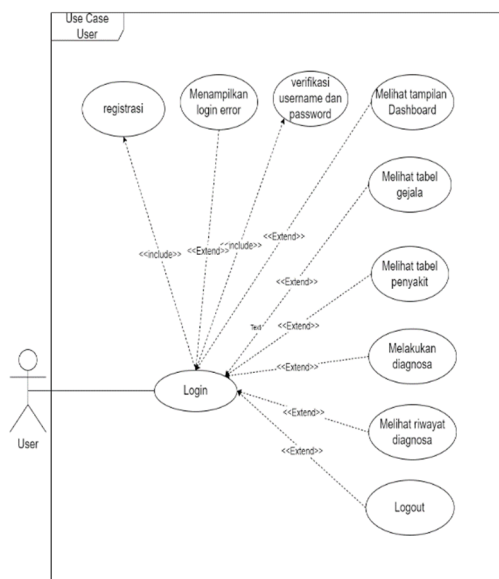 Use Case
User
registrasi
Menampilkan
login error
verifikasi
username dan
password
Melihat tampilan
Dashboard
Melihat tabel
gejala
<<Extend>>
<<include>>
<<Extend>>
<<include>>
<<Extend>>
Melihat tabel
penyakit
Text
<<Extend>>
Melakukan
diagnosa
<<Extend>>
Login
User
<<Extend>>
Melihat riwayat
diagnosa
<<Extend>>
Logout